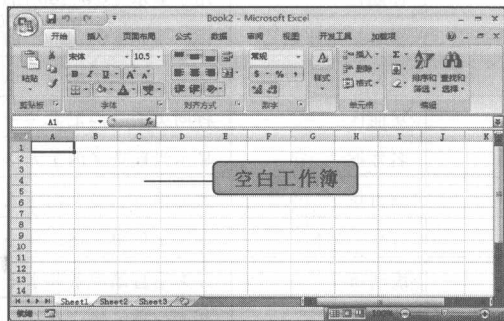 Book2 - Microsoft Excel
开始 插入 页面布局 公式 数据 审阅 视图 开发工具 加载项
宋体 10.5 常规 插入 Σ
粘贴 B I U A A 样式 删除 排序和 查找和
$ % , 格式 筛选 选择
剪贴板 字体 对齐方式 数字 单元格 编辑
A1 fx
A B C D E F G H I J K
1
2
3
空白工作簿
4
5
6
7
8
9
10
11
12
13
14
Sheet1 Sheet2 Sheet3
就绪 100%